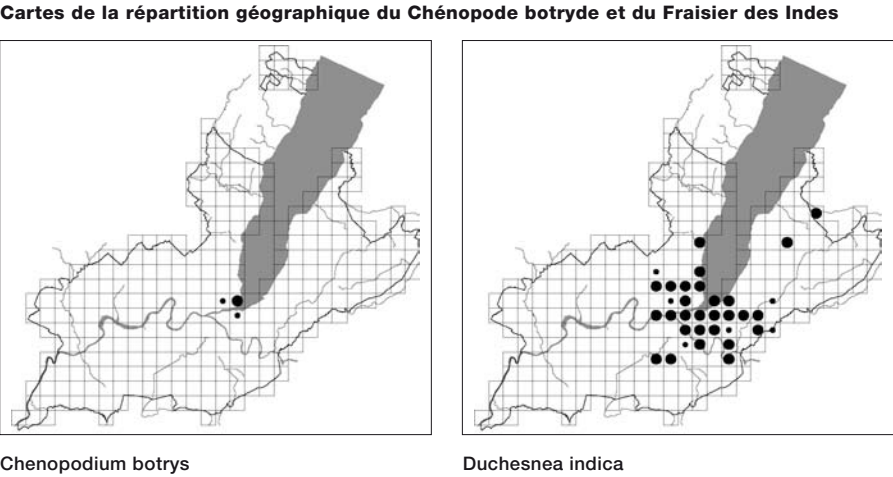 Cartes de la répartition géographique du Chénopode botryde et du Fraisier des Indes
Chenopodium botrys
Duchesnea indica